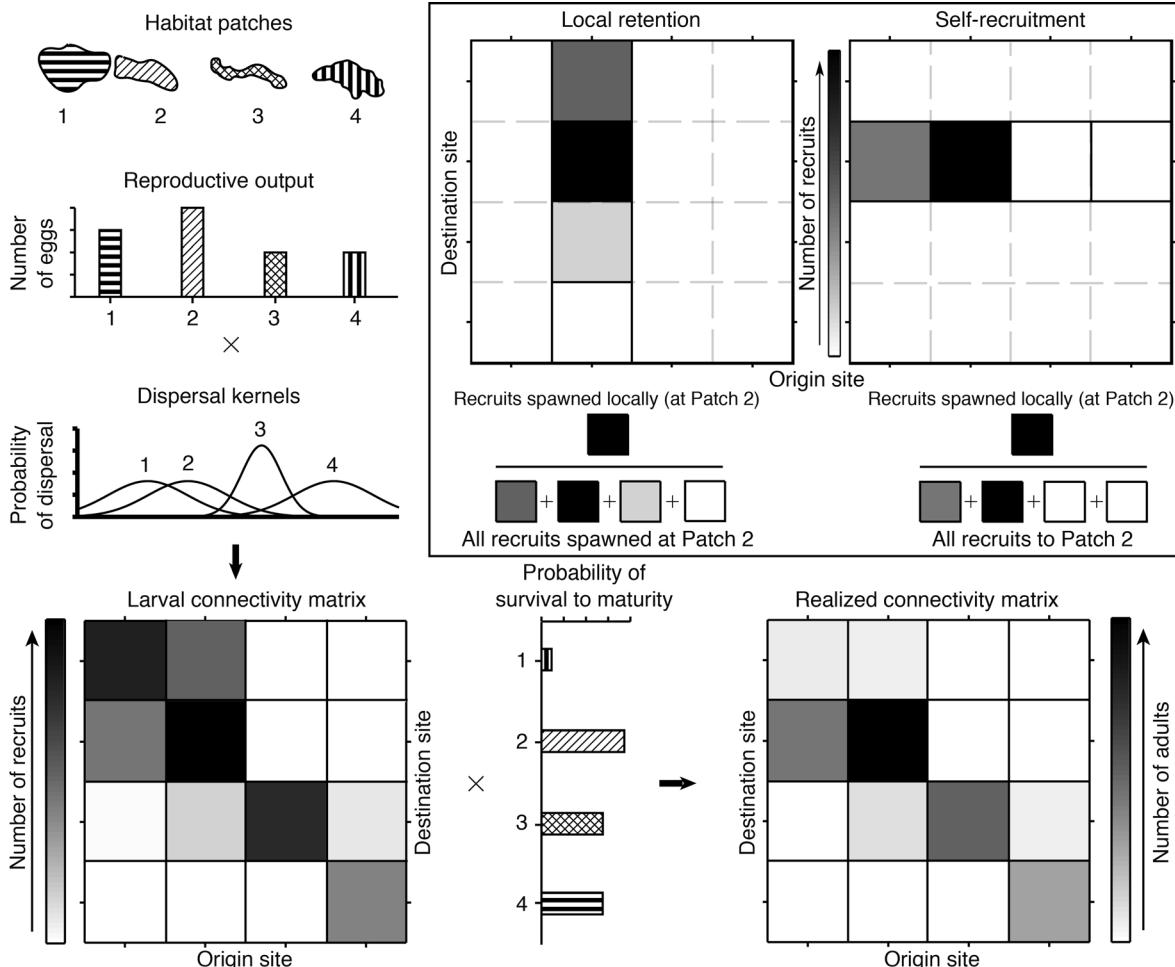 Habitat patches
1 2 3 4
Reproductive output
Number
of eggs
1 2 3 4
×
Dispersal kernels
Probability
of dispersal
1 2 3 4
Larval connectivity matrix
Number of recruits
Destination site
Origin site
×
Probability of
survival to maturity
1
2
3
4
Realized connectivity matrix
Destination site
Number of adults
Origin site
Local retention
Self-recruitment
Destination site
Number of recruits
Origin site
Recruits spawned locally (at Patch 2)
+ + +
All recruits spawned at Patch 2
Recruits spawned locally (at Patch 2)
+ + +
All recruits to Patch 2